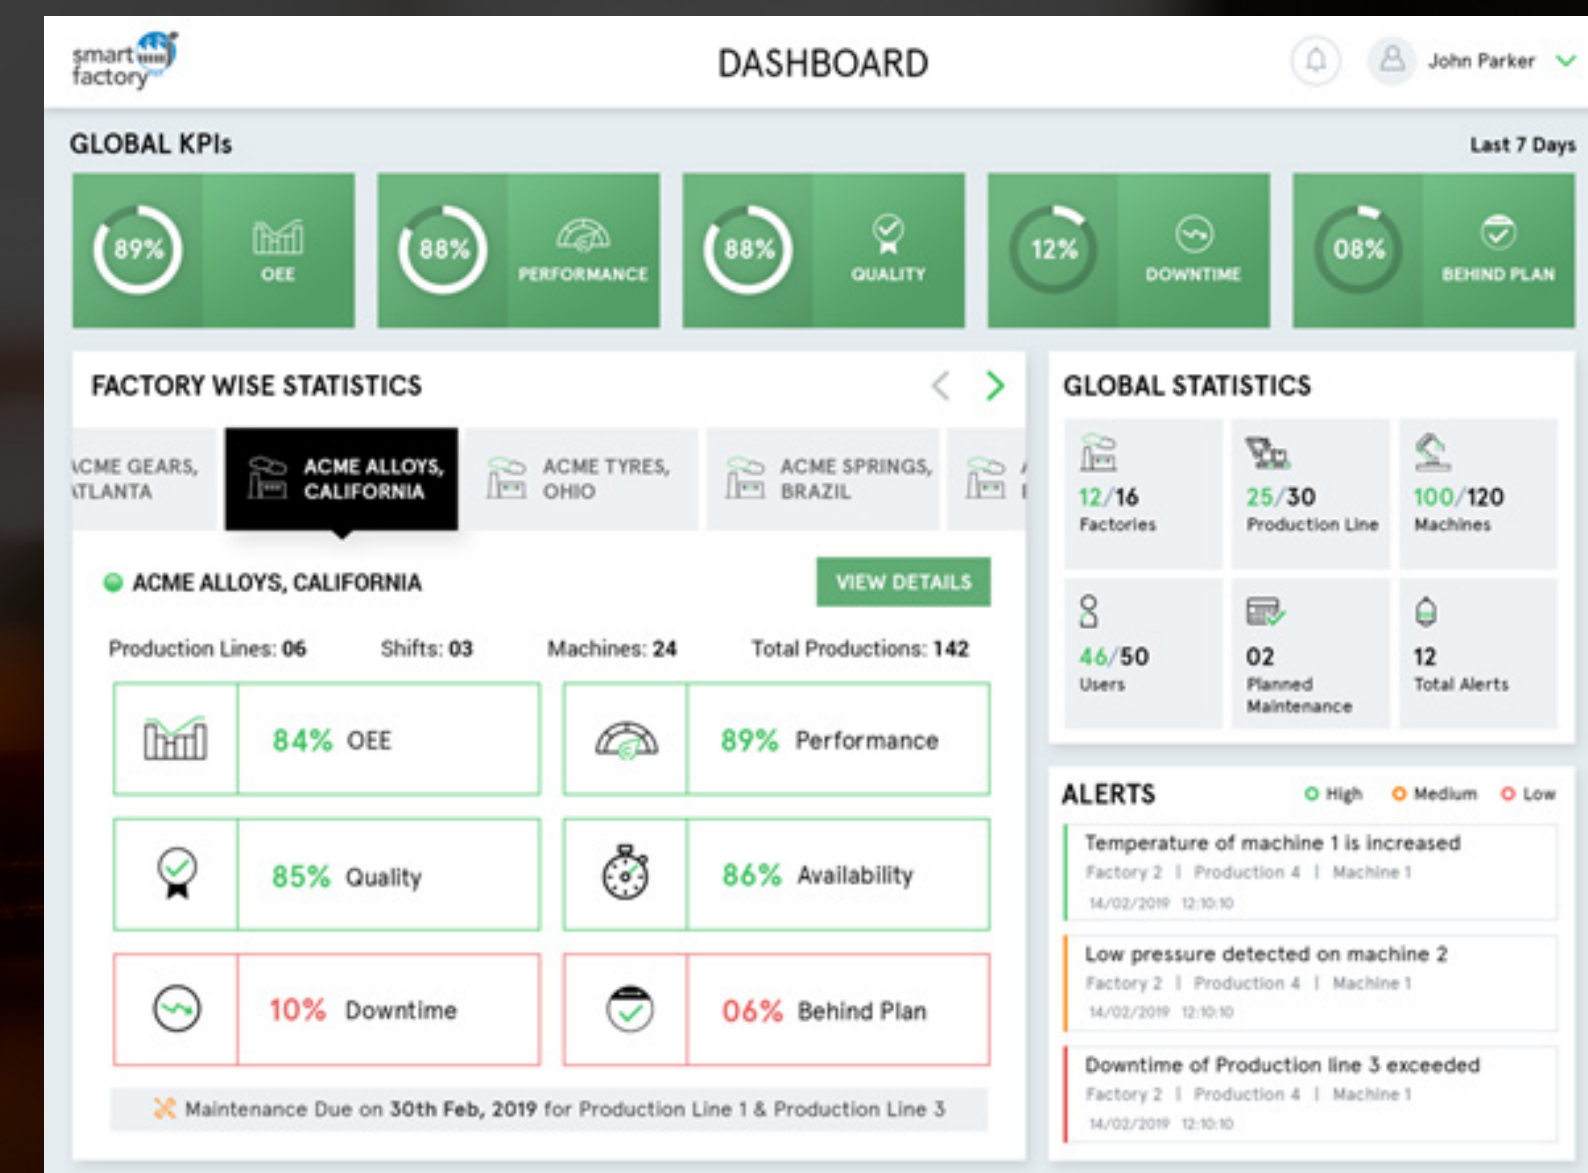 smart
factory
DASHBOARD
John Parker
GLOBAL KPIs
Last 7 Days
89%
OEE
88%
PERFORMANCE
88%
QUALITY
12%
DOWNTIME
08%
BEHIND PLAN
FACTORY WISE STATISTICS
ACME GEARS,
ATLANTA
ACME ALLOYS,
CALIFORNIA
ACME TYRES,
OHIO
ACME SPRINGS,
BRAZIL
ACME ALLOYS, CALIFORNIA
VIEW DETAILS
Production Lines: 06 Shifts: 03 Machines: 24 Total Productions: 142
84% OEE
89% Performance
85% Quality
86% Availability
10% Downtime
06% Behind Plan
Maintenance Due on 30th Feb, 2019 for Production Line 1 & Production Line 3
GLOBAL STATISTICS
12/16
Factories
25/30
Production Line
100/120
Machines
46/50
Users
02
Planned
Maintenance
12
Total Alerts
ALERTS
High Medium Low
Temperature of machine 1 is increased
Factory 2 | Production 4 | Machine 1
14/02/2019 12:10:10
Low pressure detected on machine 2
Factory 2 | Production 4 | Machine 1
14/02/2019 12:10:10
Downtime of Production line 3 exceeded
Factory 2 | Production 4 | Machine 1
14/02/2019 12:10:10